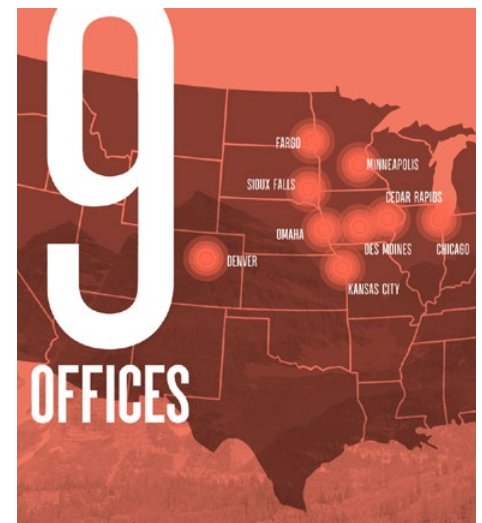 9
OFFICES
FARGO
MINNEAPOLIS
SIOUX FALLS
CEDAR RAPIDS
OMAHA
DES MOINES
CHICAGO
DENVER
KANSAS CITY